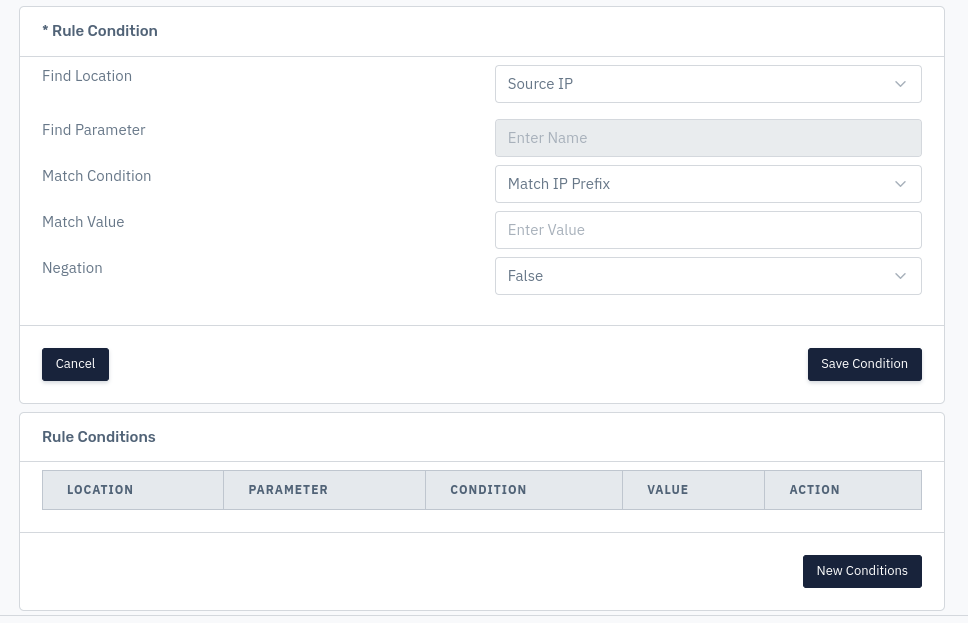 * Rule Condition
Find Location
Source IP
Find Parameter
Enter Name
Match Condition
Match IP Prefix
Match Value
Enter Value
Negation
False
Cancel
Save Condition
Rule Conditions
LOCATION PARAMETER CONDITION VALUE ACTION
New Conditions